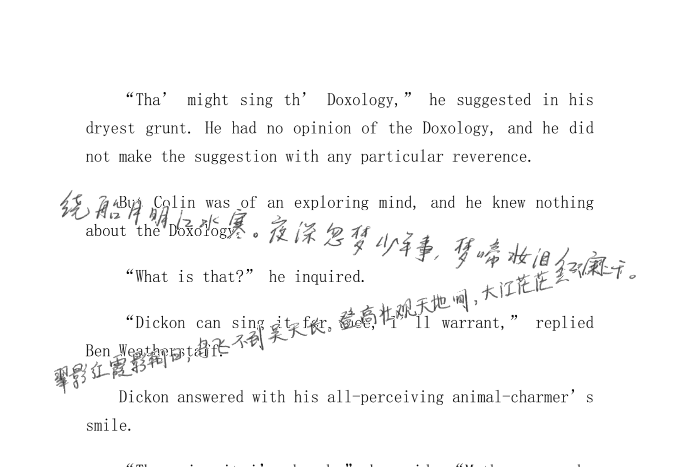 “Tha’ might sing th’ Doxology,” he suggested in his
dryest grunt. He had no opinion of the Doxology, and he did
not make the suggestion with any particular reverence.
But Colin was of an exploring mind, and he knew nothing
绕船月明江水寒。夜深忽梦少年事,梦啼妆泪红阑干。
about the Doxology.
“What is that?” he inquired.
“Dickon can sing it for thee, I’ll warrant,” replied
翠影红霞映朝日,鸟飞不到吴天长。登高壮观天地间,大江茫茫去不还
Ben Weatherstaff.
Dickon answered with his all-perceiving animal-charmer’s
smile.